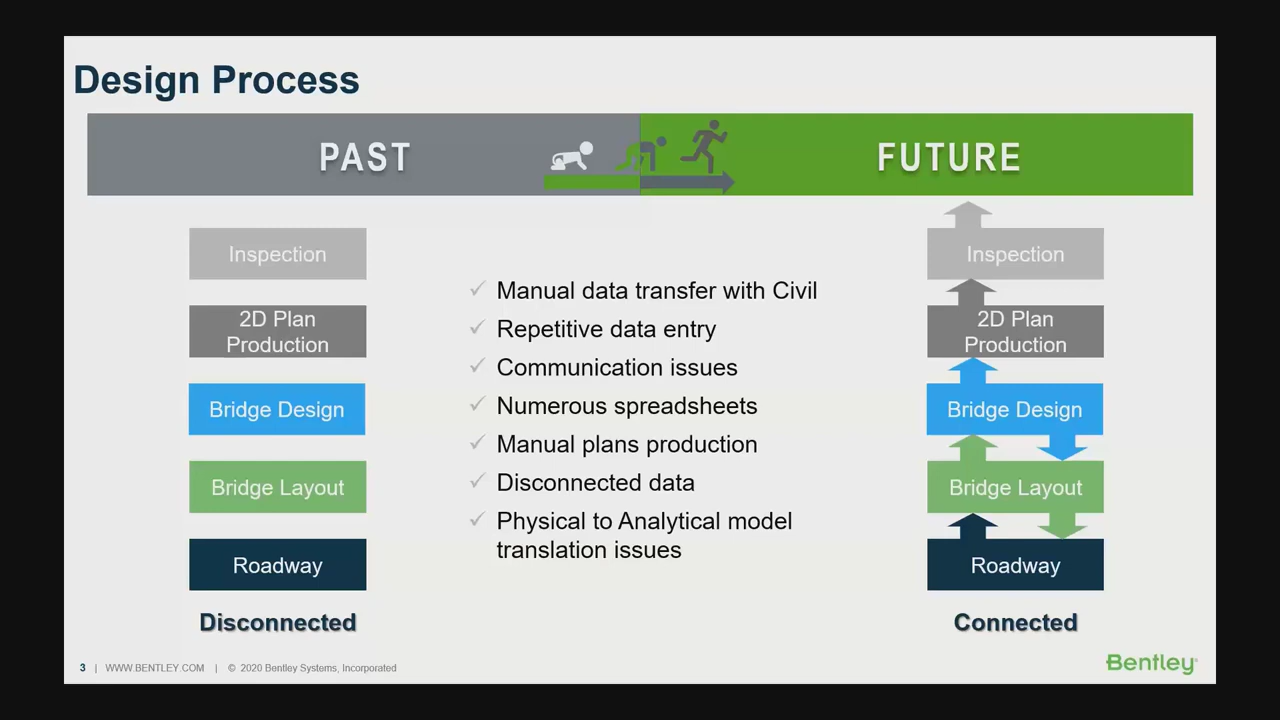 Design Process
PAST
FUTURE
Inspection
2D Plan
Production
Bridge Design
Bridge Layout
Roadway
Disconnected
Manual data transfer with Civil
Repetitive data entry
Communication issues
Numerous spreadsheets
Manual plans production
Disconnected data
Physical to Analytical model
translation issues
Inspection
2D Plan
Production
Bridge Design
Bridge Layout
Roadway
Connected
3 | WWW.BENTLEY.COM | © 2020 Bentley Systems, Incorporated
Bentley